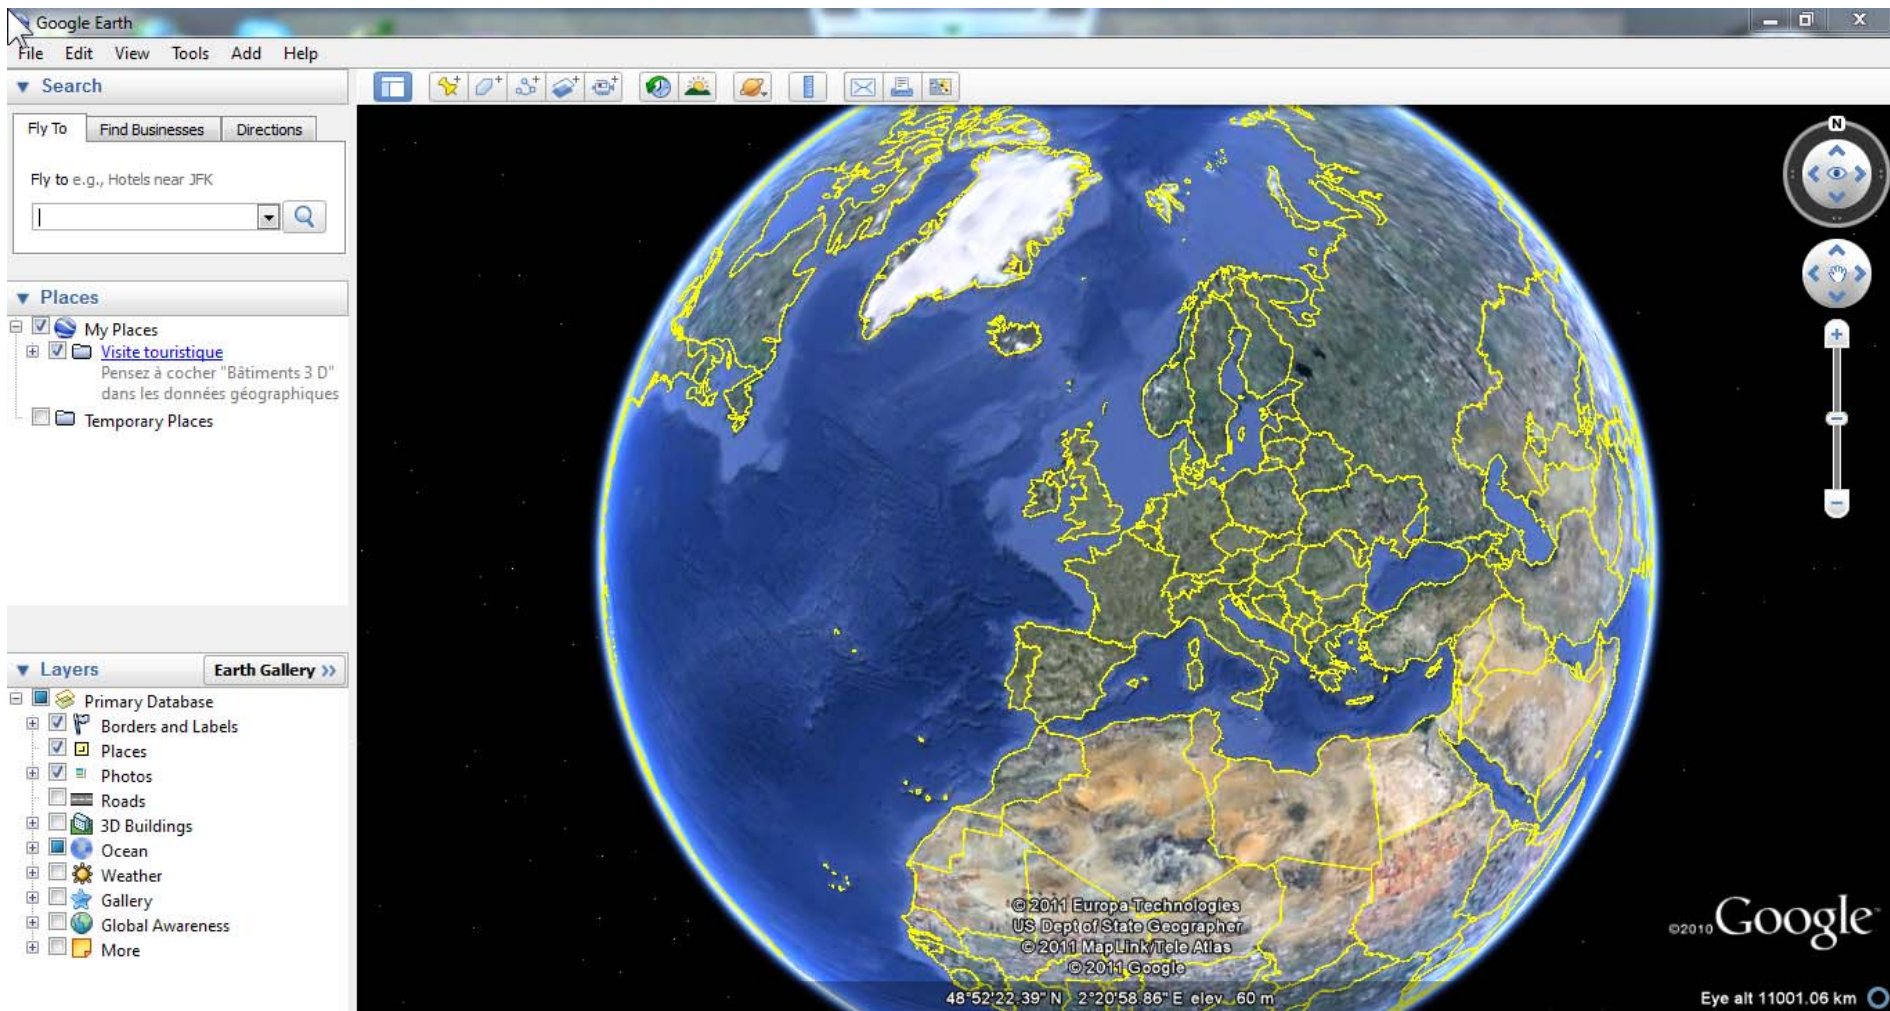 Google Earth
File Edit View Tools Add Help
Search
Fly To Find Businesses Directions
Fly to e.g., Hotels near JFK
Places
My Places
Visite touristique
Pensez à cocher "Bâtiments 3 D"
dans les données géographiques
Temporary Places
Layers Earth Gallery >>
Primary Database
Borders and Labels
Places
Photos
Roads
3D Buildings
Ocean
Weather
Gallery
Global Awareness
More
N
© 2011 Europa Technologies
US Dept of State Geographer
© 2011 MapLink/Tele Atlas
© 2011 Google
©2010 Google™
48°52'22.39" N 2°20'58.86" E elev 60 m
Eye alt 11001.06 km